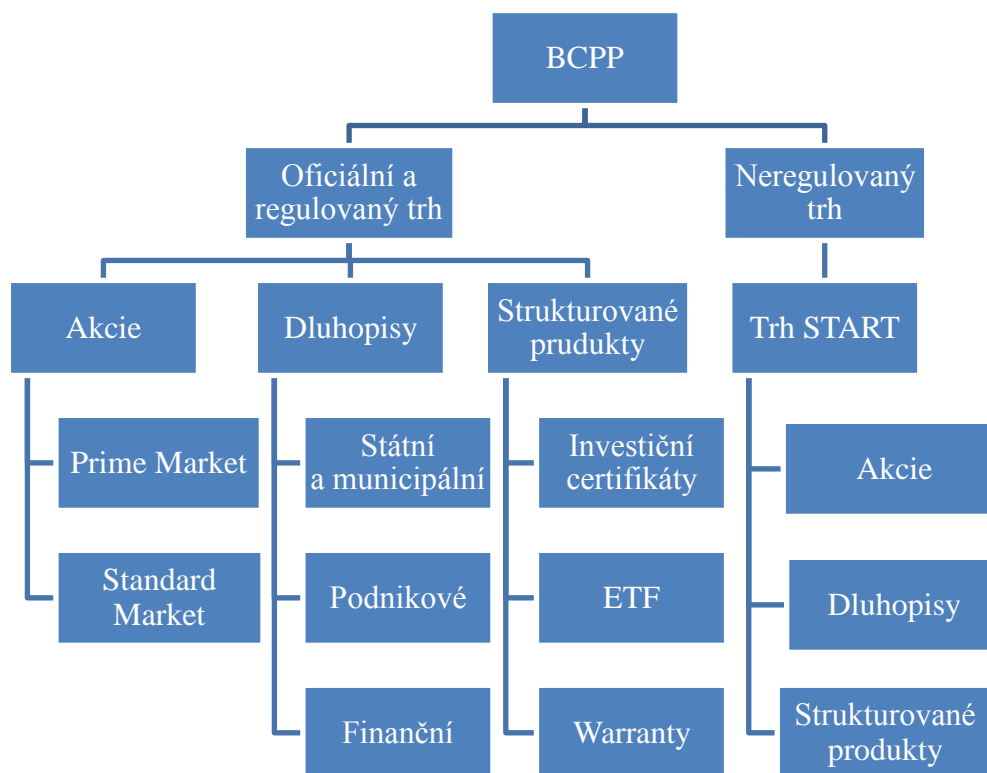 BCPP
Oficiální a
regulovaný trh
Neregulovaný
trh
Akcie
Dluhopisy
Strukturované
prudukty
Trh START
Prime Market
Státní
a municipální
Investiční
certifikáty
Akcie
Standard
Market
Podnikové
ETF
Dluhopisy
Finanční
Warranty
Strukturované
produkty